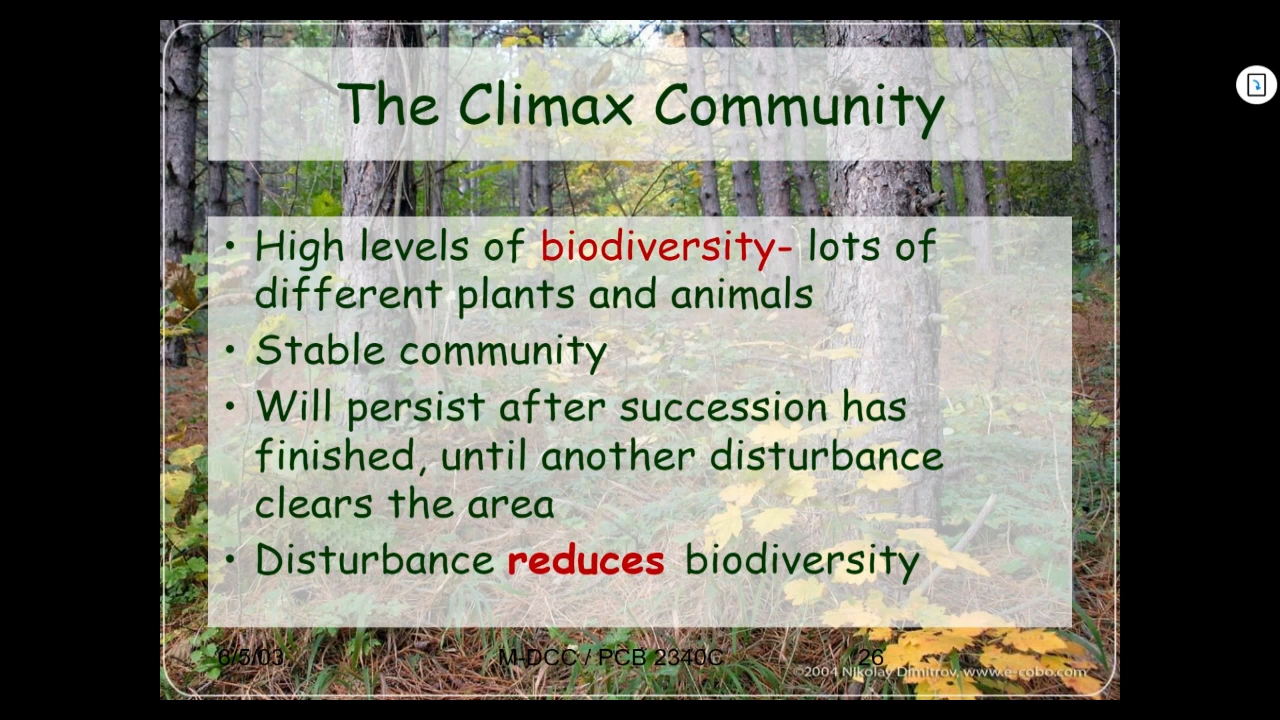 The Climax Community
• High levels of biodiversity- lots of
different plants and animals
• Stable community
• Will persist after succession has
finished, until another disturbance
clears the area
• Disturbance reduces biodiversity
6/5/03
M-DCC / PCB 2340C
26
©2004 Nikolay Dimitrov, www.e-cobo.com